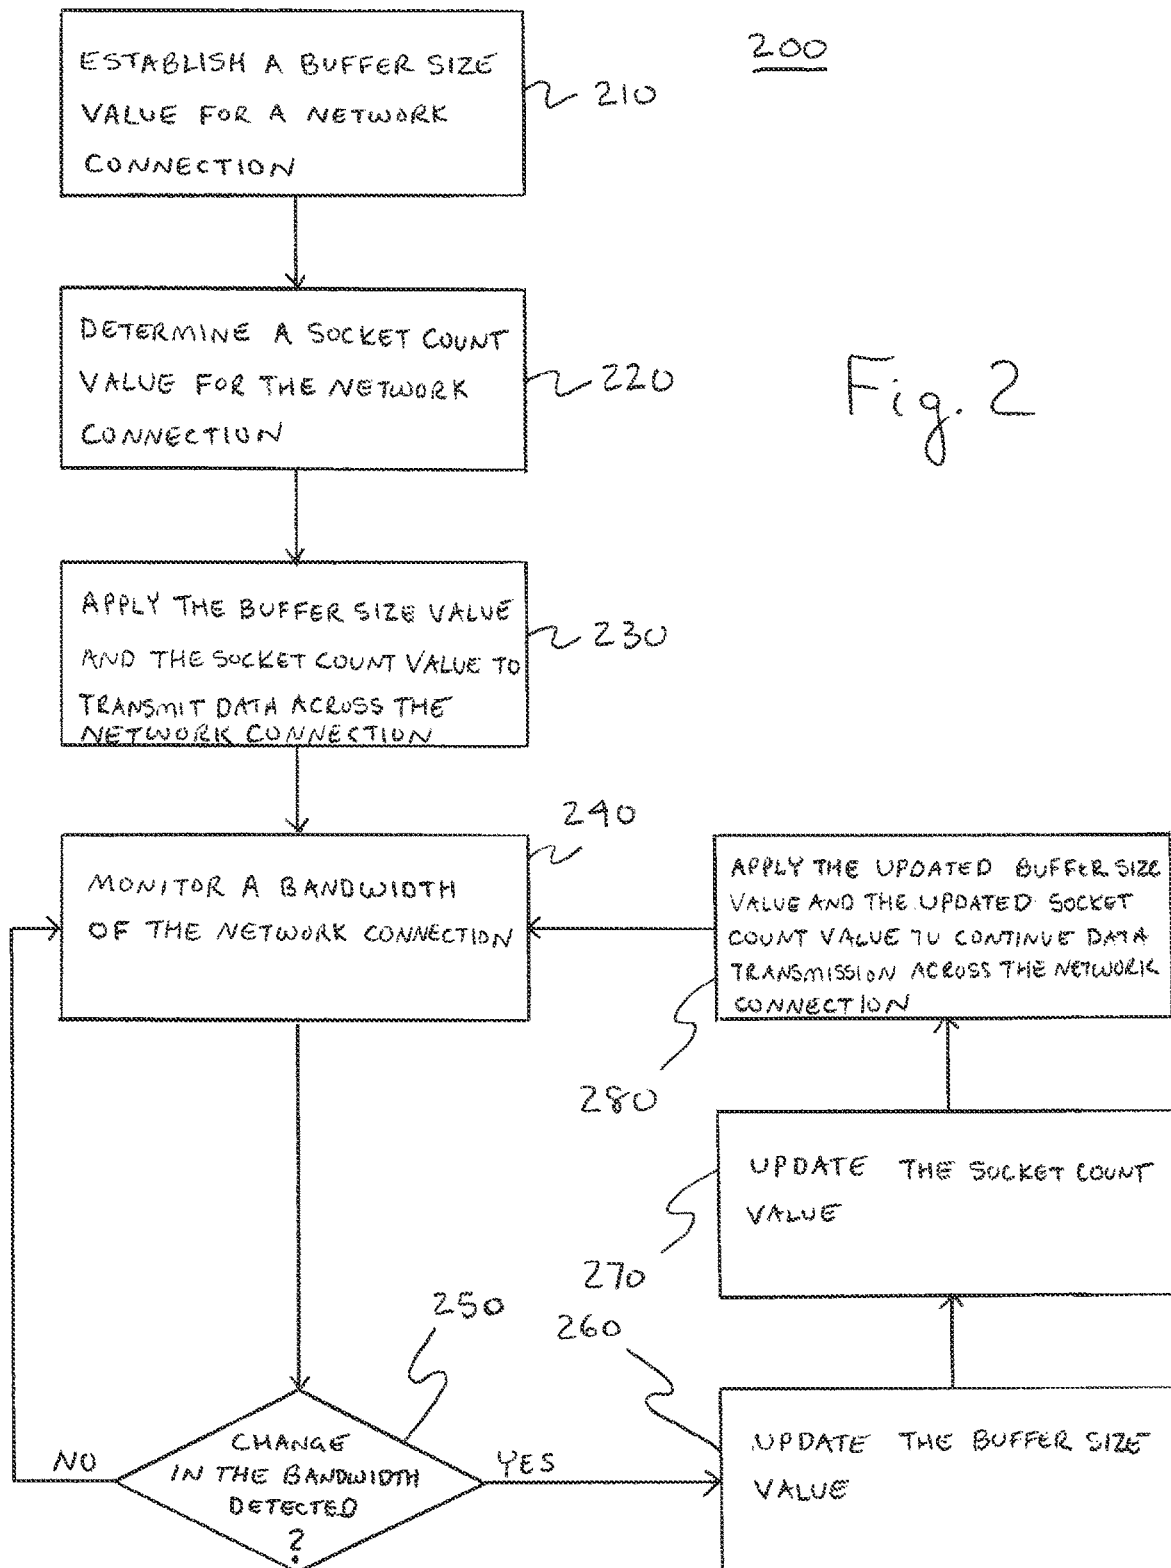 ESTABLISH A BUFFER SIZE
VALUE FOR A NETWORK
CONNECTION
210
200
DETERMINE A SOCKET COUNT
VALUE FOR THE NETWORK
CONNECTION
220
Fig. 2
APPLY THE BUFFER SIZE VALUE
AND THE SOCKET COUNT VALUE TO
TRANSMIT DATA ACROSS THE
NETWORK CONNECTION
230
240
MONITOR A BANDWIDTH
OF THE NETWORK CONNECTION
APPLY THE UPDATED BUFFER SIZE
VALUE AND THE UPDATED SOCKET
COUNT VALUE TO CONTINUE DATA
TRANSMISSION ACROSS THE NETWORK
CONNECTION
280
UPDATE THE SOCKET COUNT
VALUE
270
250
260
CHANGE
IN THE BANDWIDTH
DETECTED
?
NO
YES
UPDATE THE BUFFER SIZE
VALUE